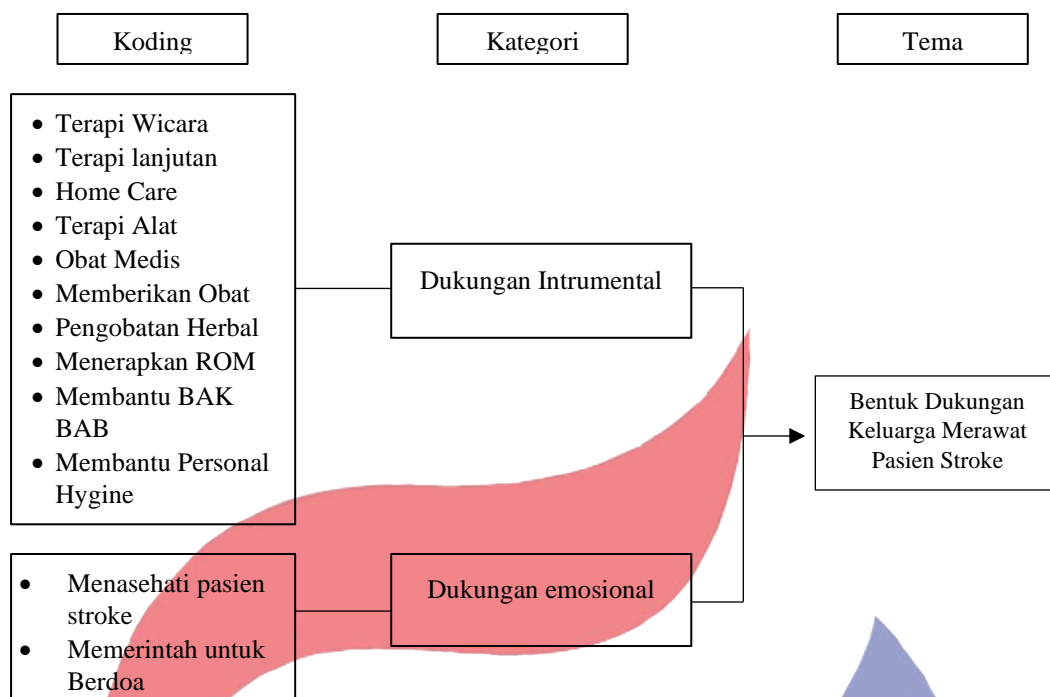 Koding
Kategori
Tema
• Terapi Wicara
• Terapi lanjutan
• Home Care
• Terapi Alat
• Obat Medis
• Memberikan Obat
• Pengobatan Herbal
• Menerapkan ROM
• Membantu BAK
BAB
• Membantu Personal
Hygine
Dukungan Intrumental
Bentuk Dukungan
Keluarga Merawat
Pasien Stroke
• Menasehati pasien
stroke
• Memerintah untuk
Berdoa
Dukungan emosional